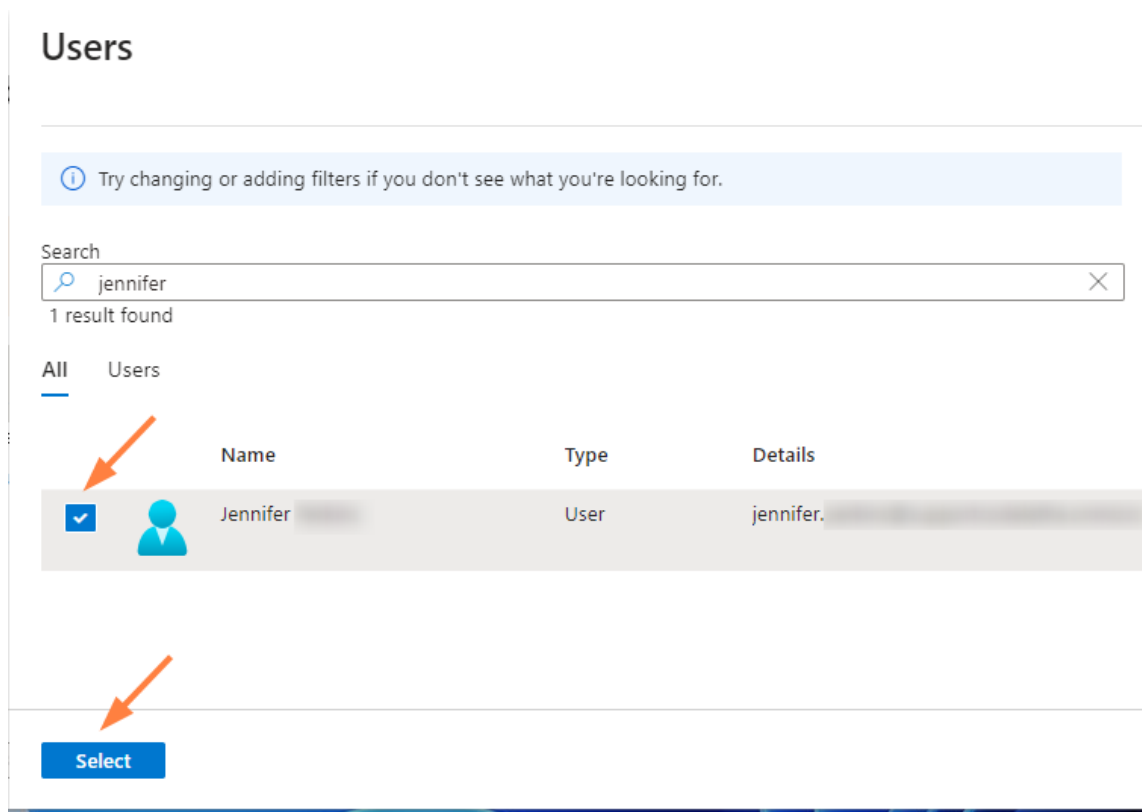 Users
Try changing or adding filters if you don't see what you're looking for.
Search
jennifer
1 result found
All Users
Name Type Details
Jennifer User jennifer.
Select